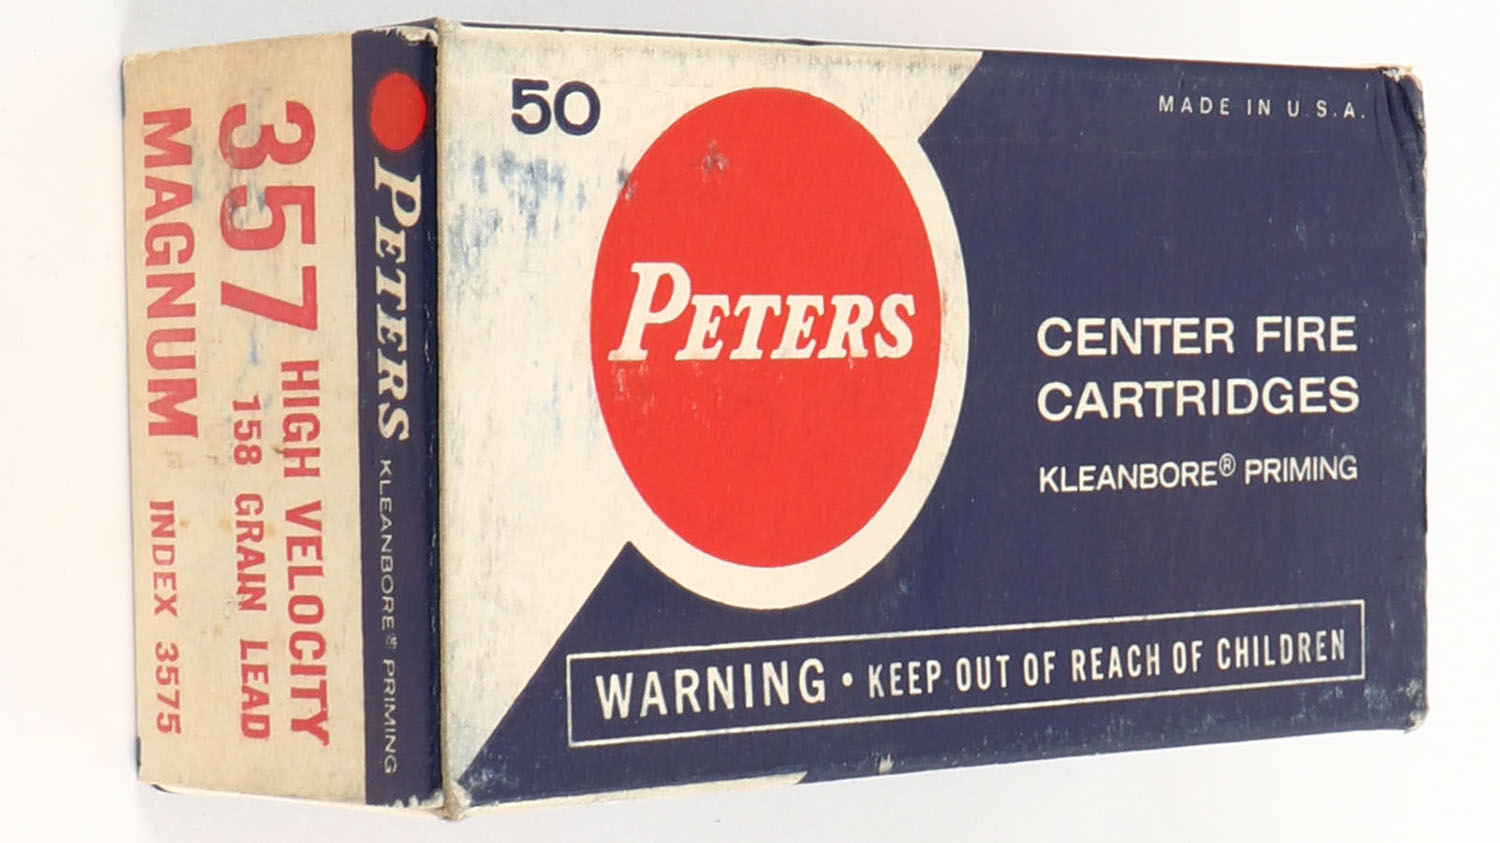 50
MADE IN U.S.A.
PETERS
CENTER FIRE
CARTRIDGES
KLEANBORE® PRIMING
WARNING • KEEP OUT OF REACH OF CHILDREN
PETERS KLEANBORE® PRIMING
357 HIGH VELOCITY
158 GRAIN LEAD
MAGNUM INDEX 3575